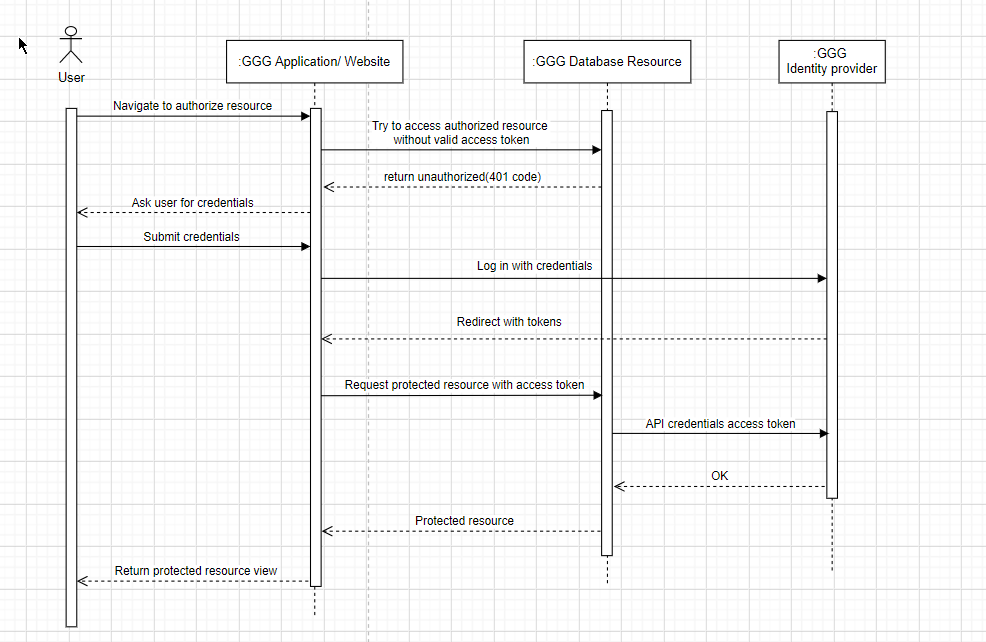 User
:GGG Application/ Website
:GGG Database Resource
:GGG
Identity provider
Navigate to authorize resource
Try to access authorized resource
without valid access token
return unauthorized(401 code)
Ask user for credentials
Submit credentials
Log in with credentials
Redirect with tokens
Request protected resource with access token
API credentials access token
OK
Protected resource
Return protected resource view